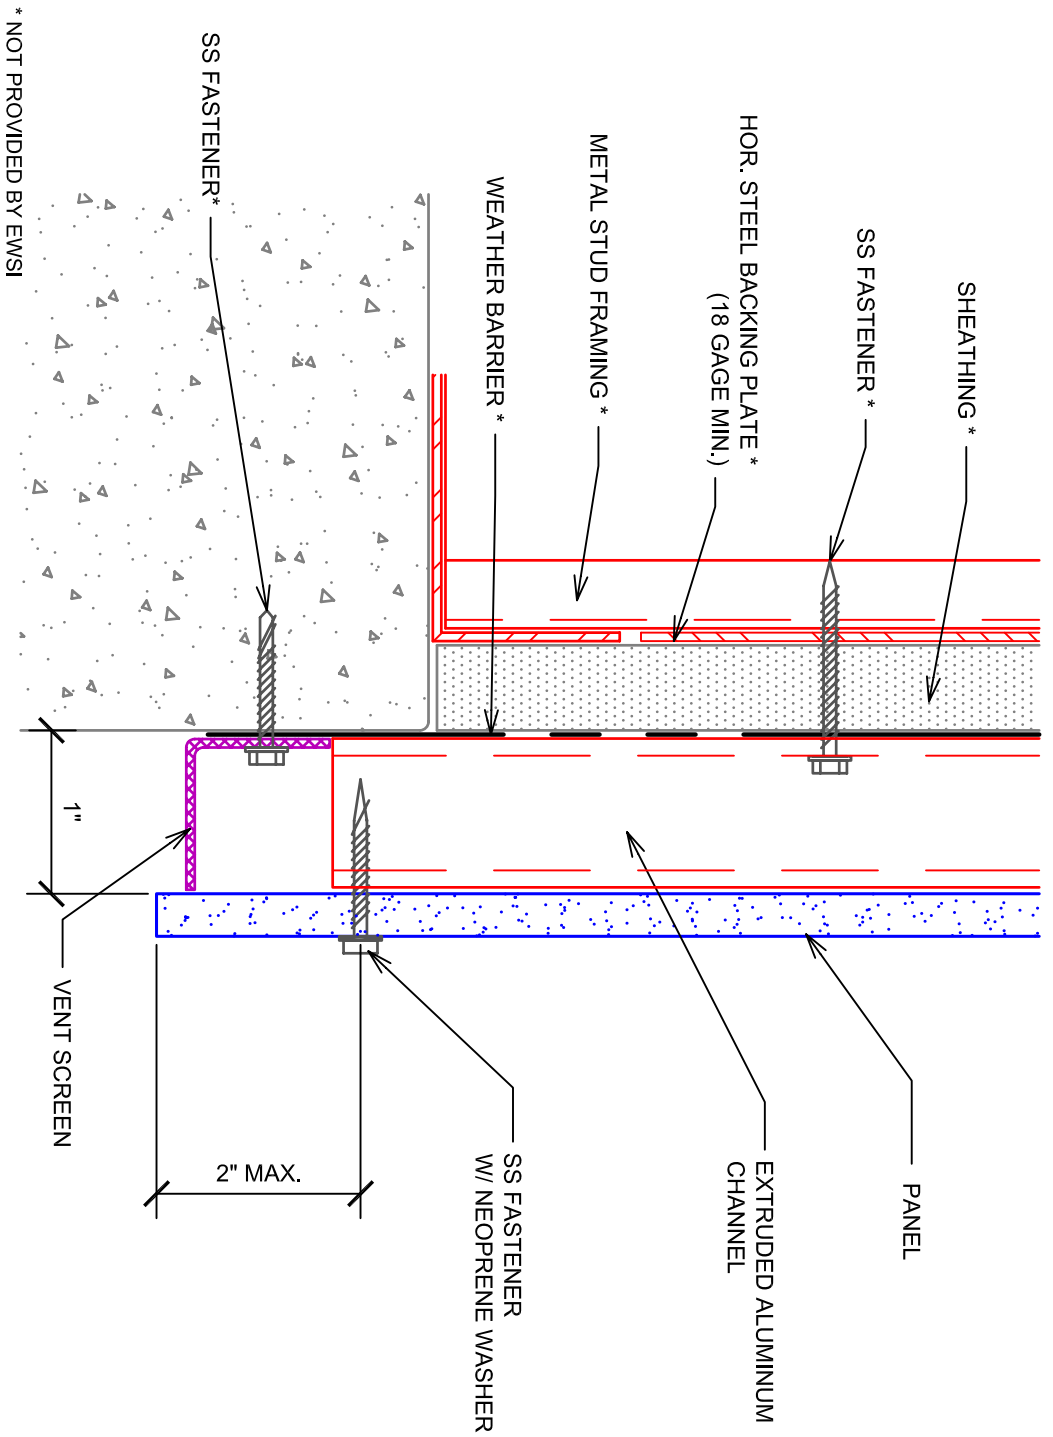 SHEATHING *
SS FASTENER *
HOR. STEEL BACKING PLATE *
(18 GAGE MIN.)
METAL STUD FRAMING *
WEATHER BARRIER *
SS FASTENER*
* NOT PROVIDED BY EWSI
PANEL
EXTRUDED ALUMINUM
CHANNEL
SS FASTENER
W/ NEOPRENE WASHER
2" MAX.
1"
VENT SCREEN